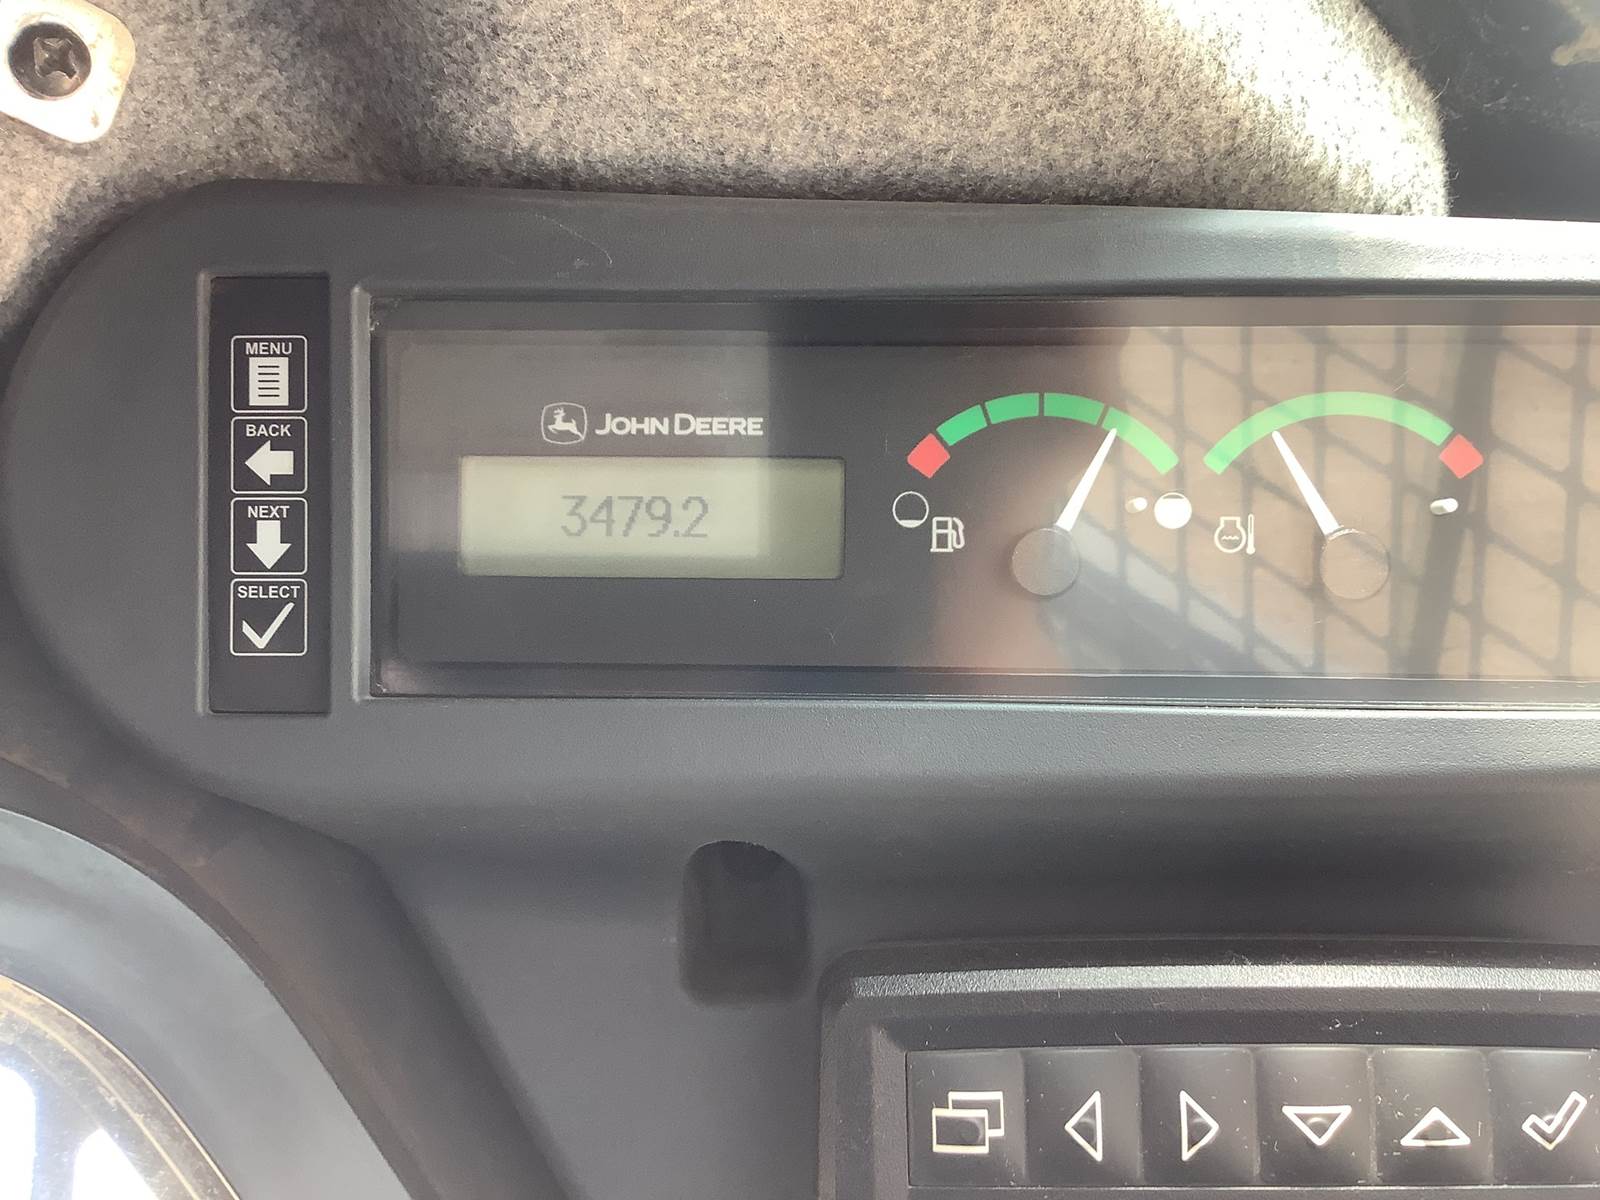 MENU
BACK
NEXT
SELECT
JOHN DEERE
3479.2